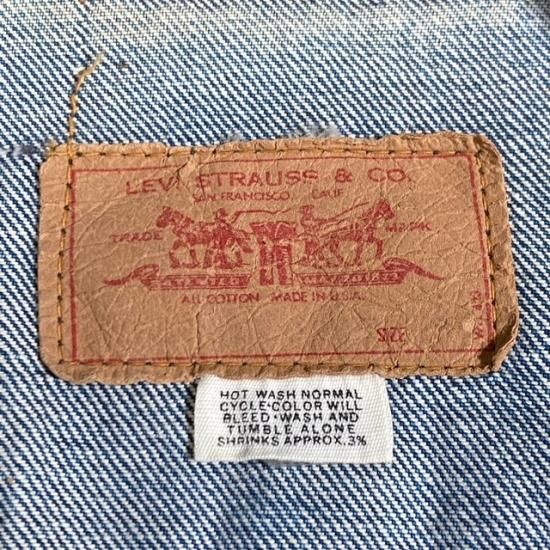 LEVI STRAUSS & CO.
SAN FRANCISCO CALIF.
TRADE MARK
ALL COTTON MADE IN U.S.A.
HOT WASH NORMAL
CYCLE•COLOR WILL
BLEED•WASH AND
TUMBLE ALONE
SHRINKS APPROX. 3%